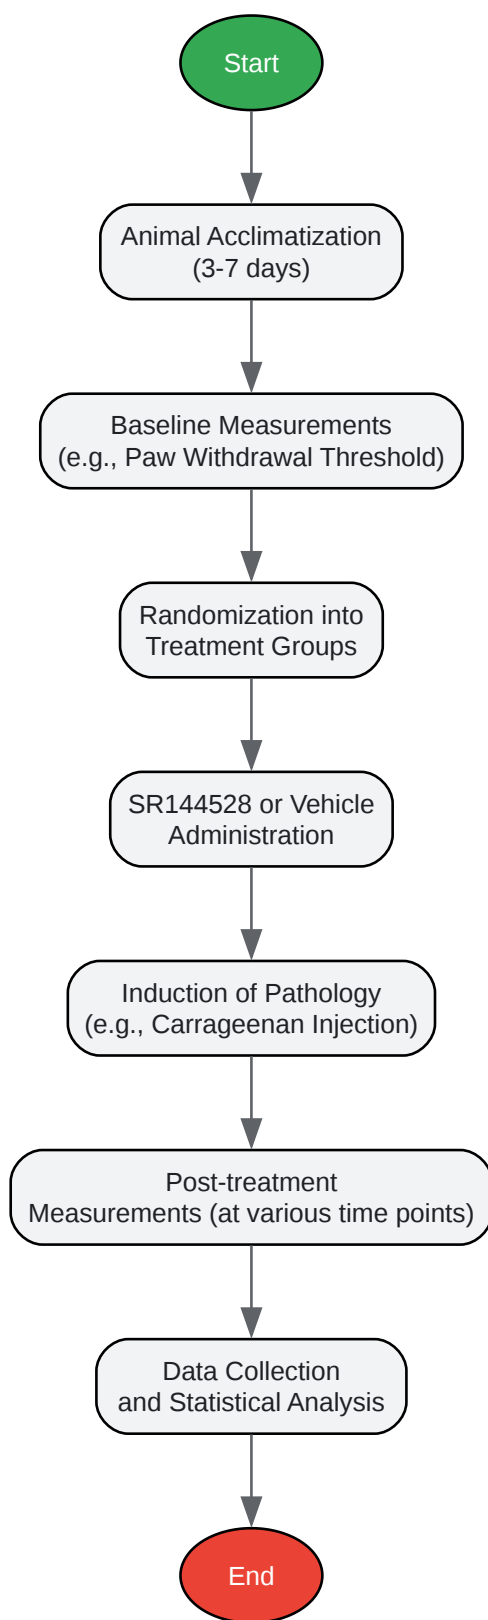 Start
Animal Acclimatization
(3-7 days)
Baseline Measurements
(e.g., Paw Withdrawal Threshold)
Randomization into
Treatment Groups
SR144528 or Vehicle
Administration
Induction of Pathology
(e.g., Carrageenan Injection)
Post-treatment
Measurements (at various time points)
Data Collection
and Statistical Analysis
End